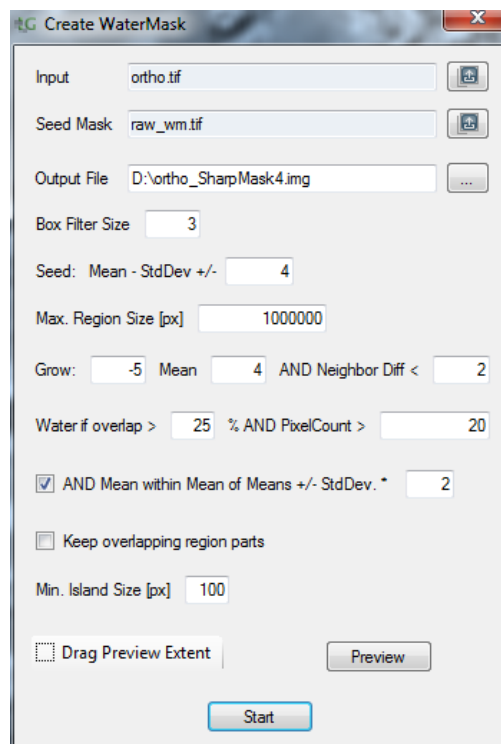 Create WaterMask
Input ortho.tif
Seed Mask raw_wm.tif
Output File D:\ortho_SharpMask4.img ...
Box Filter Size 3
Seed: Mean - StdDev +/- 4
Max. Region Size [px] 1000000
Grow: -5 Mean 4 AND Neighbor Diff < 2
Water if overlap > 25 % AND PixelCount > 20
AND Mean within Mean of Means +/- StdDev. * 2
Keep overlapping region parts
Min. Island Size [px] 100
Drag Preview Extent Preview
Start